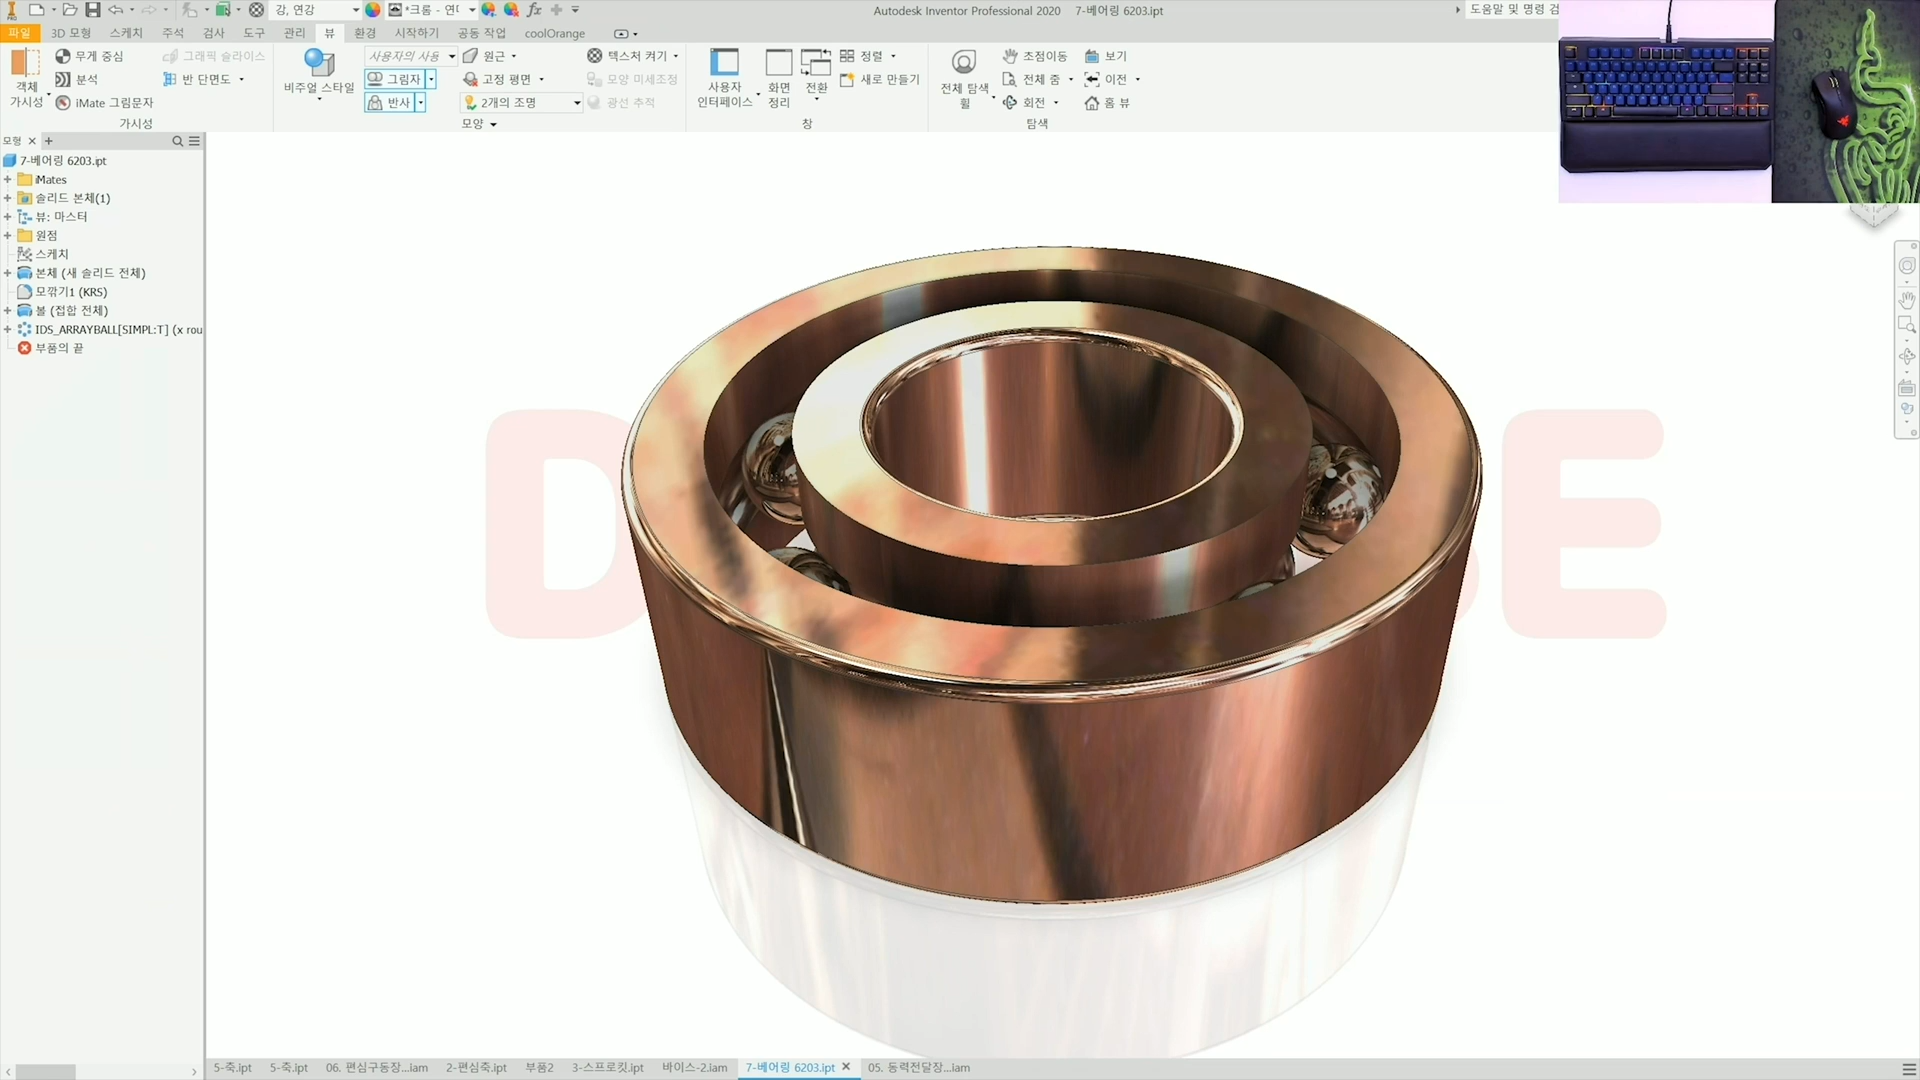 강, 연강
*크롬 - 연
Autodesk Inventor Professional 2020 7-베어링 6203.ipt
도움말 및 명령 검
파일 3D 모형 스케치 주석 검사 도구 관리 뷰 환경 시작하기 공동 작업 coolOrange
객체
가시성
무게 중심
분석
iMate 그림문자
그래픽 슬라이스
반 단면도
가시성
비주얼 스타일
사용자의 사용
그림자
반사
원근
고정 평면
2개의 조명
텍스처 켜기
모양 미세조정
광선 추적
모양
사용자
인터페이스
화면
정리
전환
정렬
새로 만들기
창
전체 탐색
휠
초점이동
전체 줌
회전
보기
이전
홈 뷰
탐색
모형
7-베어링 6203.ipt
iMates
솔리드 본체(1)
뷰: 마스터
원점
스케치
본체 (새 솔리드 전체)
모깎기1 (KRS)
볼 (접합 전체)
IDS_ARRAYBALL[SIMPL:T] (x rou
부품의 끝
D E
5-축.ipt 5-축.ipt 06. 편심구동장...iam 2-편심축.ipt 부품2 3-스프로킷.ipt 바이스-2.iam 7-베어링 6203.ipt 05. 동력전달장...iam